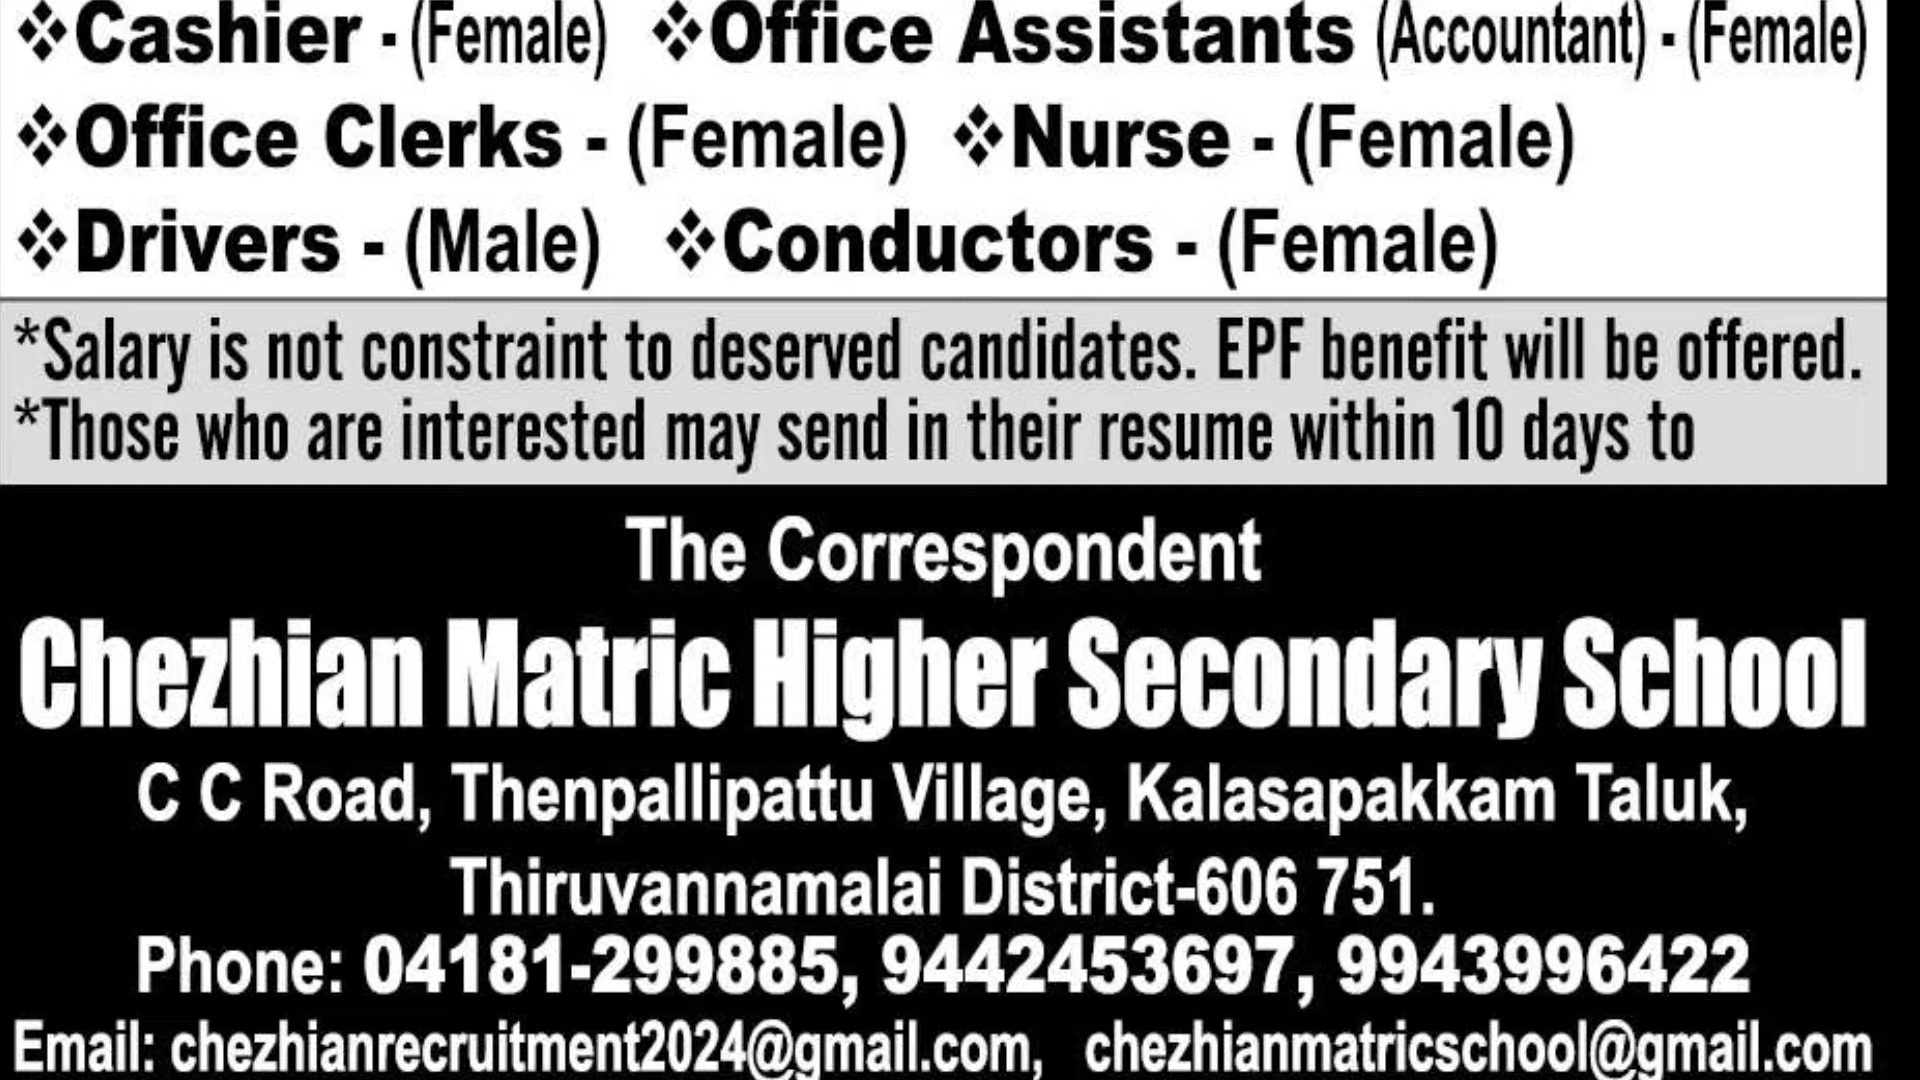 ❖Cashier - (Female) ❖Office Assistants (Accountant) - (Female)
❖Office Clerks - (Female) ❖Nurse - (Female)
❖Drivers - (Male) ❖Conductors - (Female)
*Salary is not constraint to deserved candidates. EPF benefit will be offered.
*Those who are interested may send in their resume within 10 days to
The Correspondent
Chezhian Matric Higher Secondary School
C C Road, Thenpallipattu Village, Kalasapakkam Taluk,
Thiruvannamalai District-606 751.
Phone: 04181-299885, 9442453697, 9943996422
Email: chezhianrecruitment2024@gmail.com, chezhianmatricschool@gmail.com